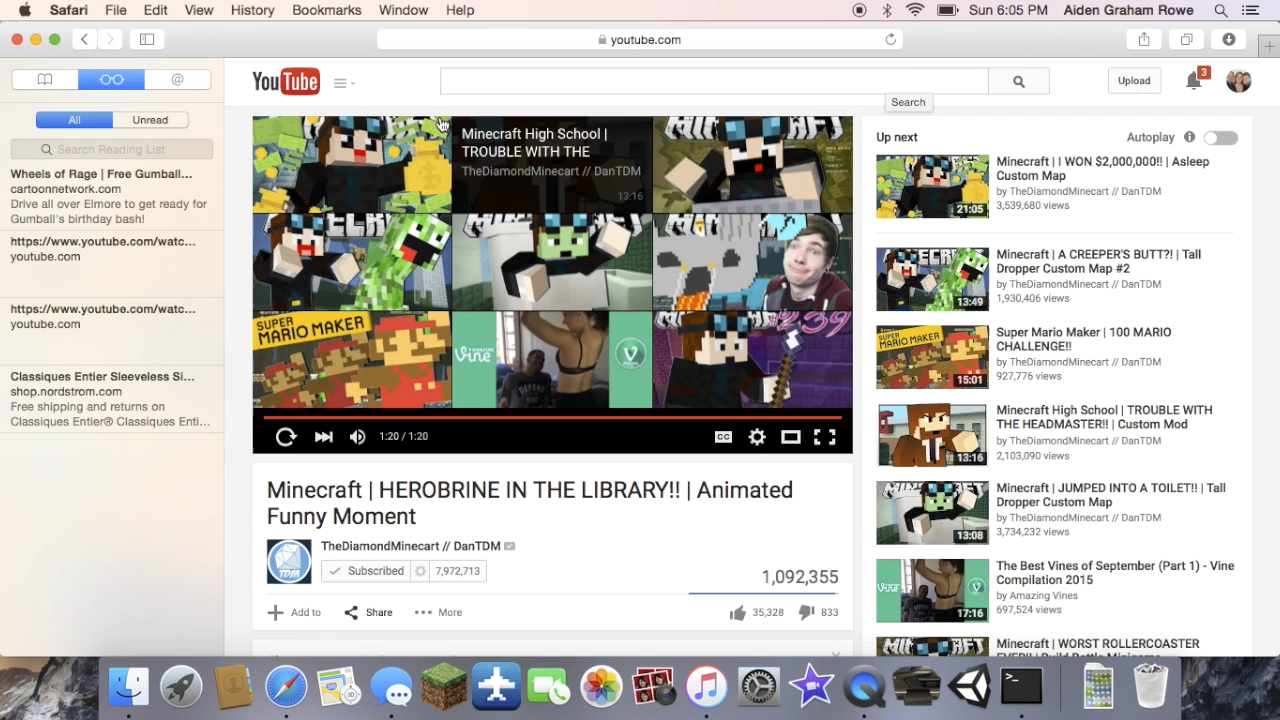 Safari File Edit View History Bookmarks Window Help Sun 6:05 PM Aiden Graham Rowe
youtube.com
@
All Unread
Search Reading List
Wheels of Rage | Free Gumball...
cartoonnetwork.com
Drive all over Elmore to get ready for
Gumball's birthday bash!
https://www.youtube.com/watc...
youtube.com
https://www.youtube.com/watc...
youtube.com
Classiques Entier Sleeveless Si...
shop.nordstrom.com
Free shipping and returns on
Classiques Entier® Classiques Enti...
YouTube
Upload
3
Search
Minecraft High School |
TROUBLE WITH THE
TheDiamondMinecart // DanTDM
13:16
SUPER
MARIO MAKER
Vine
DEFINE
39
1:20 / 1:20
CC
Minecraft | HEROBRINE IN THE LIBRARY!! | Animated
Funny Moment
TDM
TheDiamondMinecart // DanTDM
Subscribed 7,972,713
1,092,355
Add to Share More
35,328 833
Up next Autoplay
Minecraft | I WON $2,000,000!! | Asleep
Custom Map
by TheDiamondMinecart // DanTDM
3,539,680 views
21:05
Minecraft | A CREEPER'S BUTT?! | Tall
Dropper Custom Map #2
by TheDiamondMinecart // DanTDM
1,930,406 views
13:49
Super Mario Maker | 100 MARIO
CHALLENGE!!
by TheDiamondMinecart // DanTDM
927,776 views
SUPER
MARIO MAKER
15:01
Minecraft High School | TROUBLE WITH
THE HEADMASTER!! | Custom Mod
by TheDiamondMinecart // DanTDM
2,103,090 views
13:16
Minecraft | JUMPED INTO A TOILET!! | Tall
Dropper Custom Map
by TheDiamondMinecart // DanTDM
3,734,232 views
13:08
The Best Vines of September (Part 1) - Vine
Compilation 2015
by Amazing Vines
697,524 views
17:16
Minecraft | WORST ROLLERCOASTER